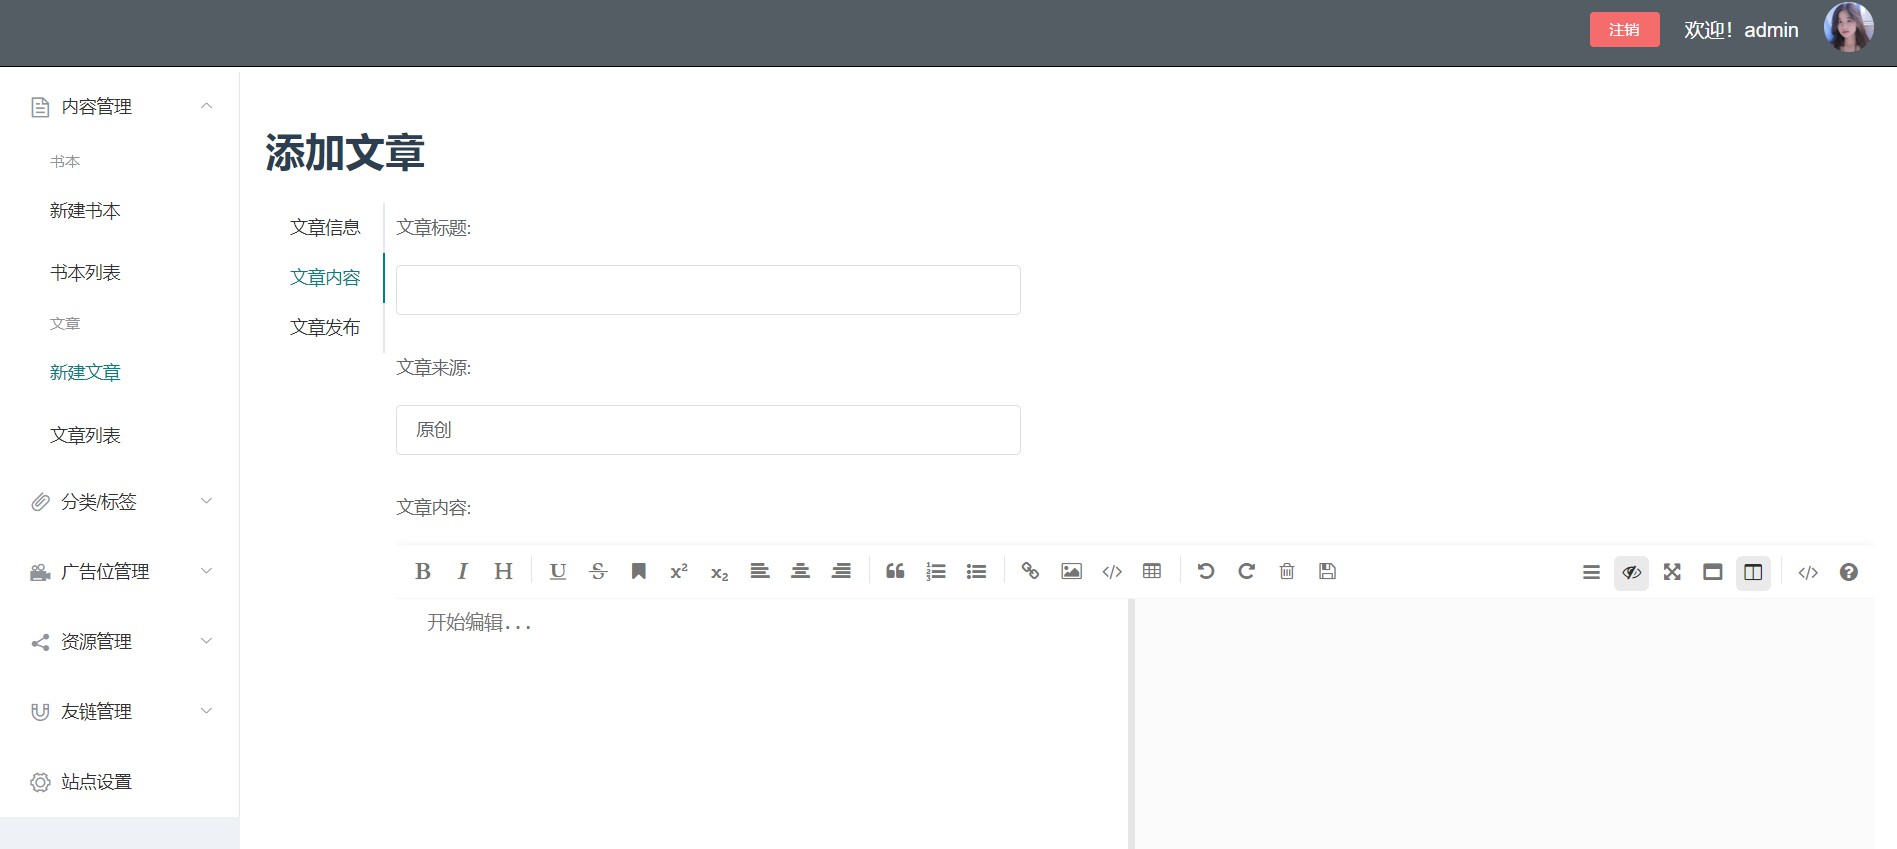 注销
欢迎！admin
内容管理
书本
新建书本
书本列表
文章
新建文章
文章列表
分类/标签
广告位管理
资源管理
友链管理
站点设置
添加文章
文章信息
文章内容
文章发布
文章标题:
文章来源:
原创
文章内容:
开始编辑...